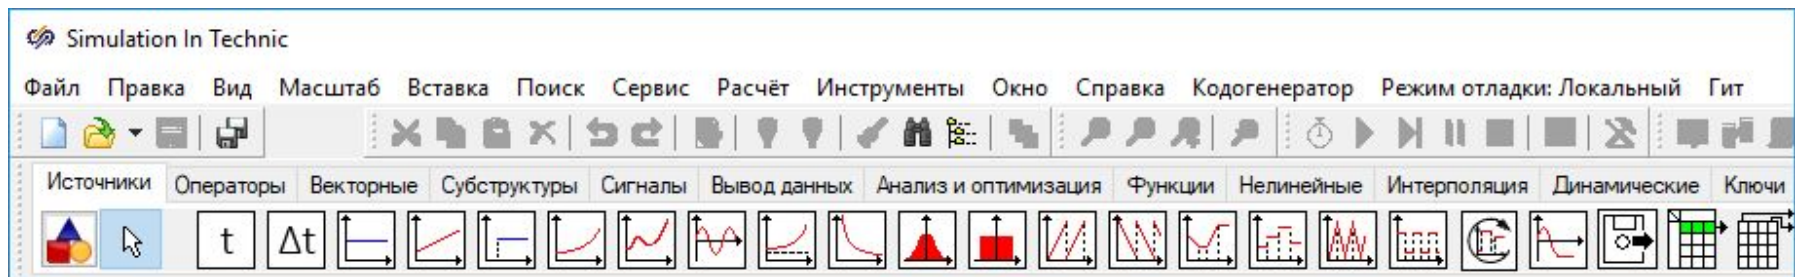 Simulation In Technic
Файл Правка Вид Масштаб Вставка Поиск Сервис Расчёт Инструменты Окно Справка Кодогенератор Режим отладки: Локальный Гит
Источники Операторы Векторные Субструктуры Сигналы Вывод данных Анализ и оптимизация Функции Нелинейные Интерполяция Динамические Ключи
t Δt